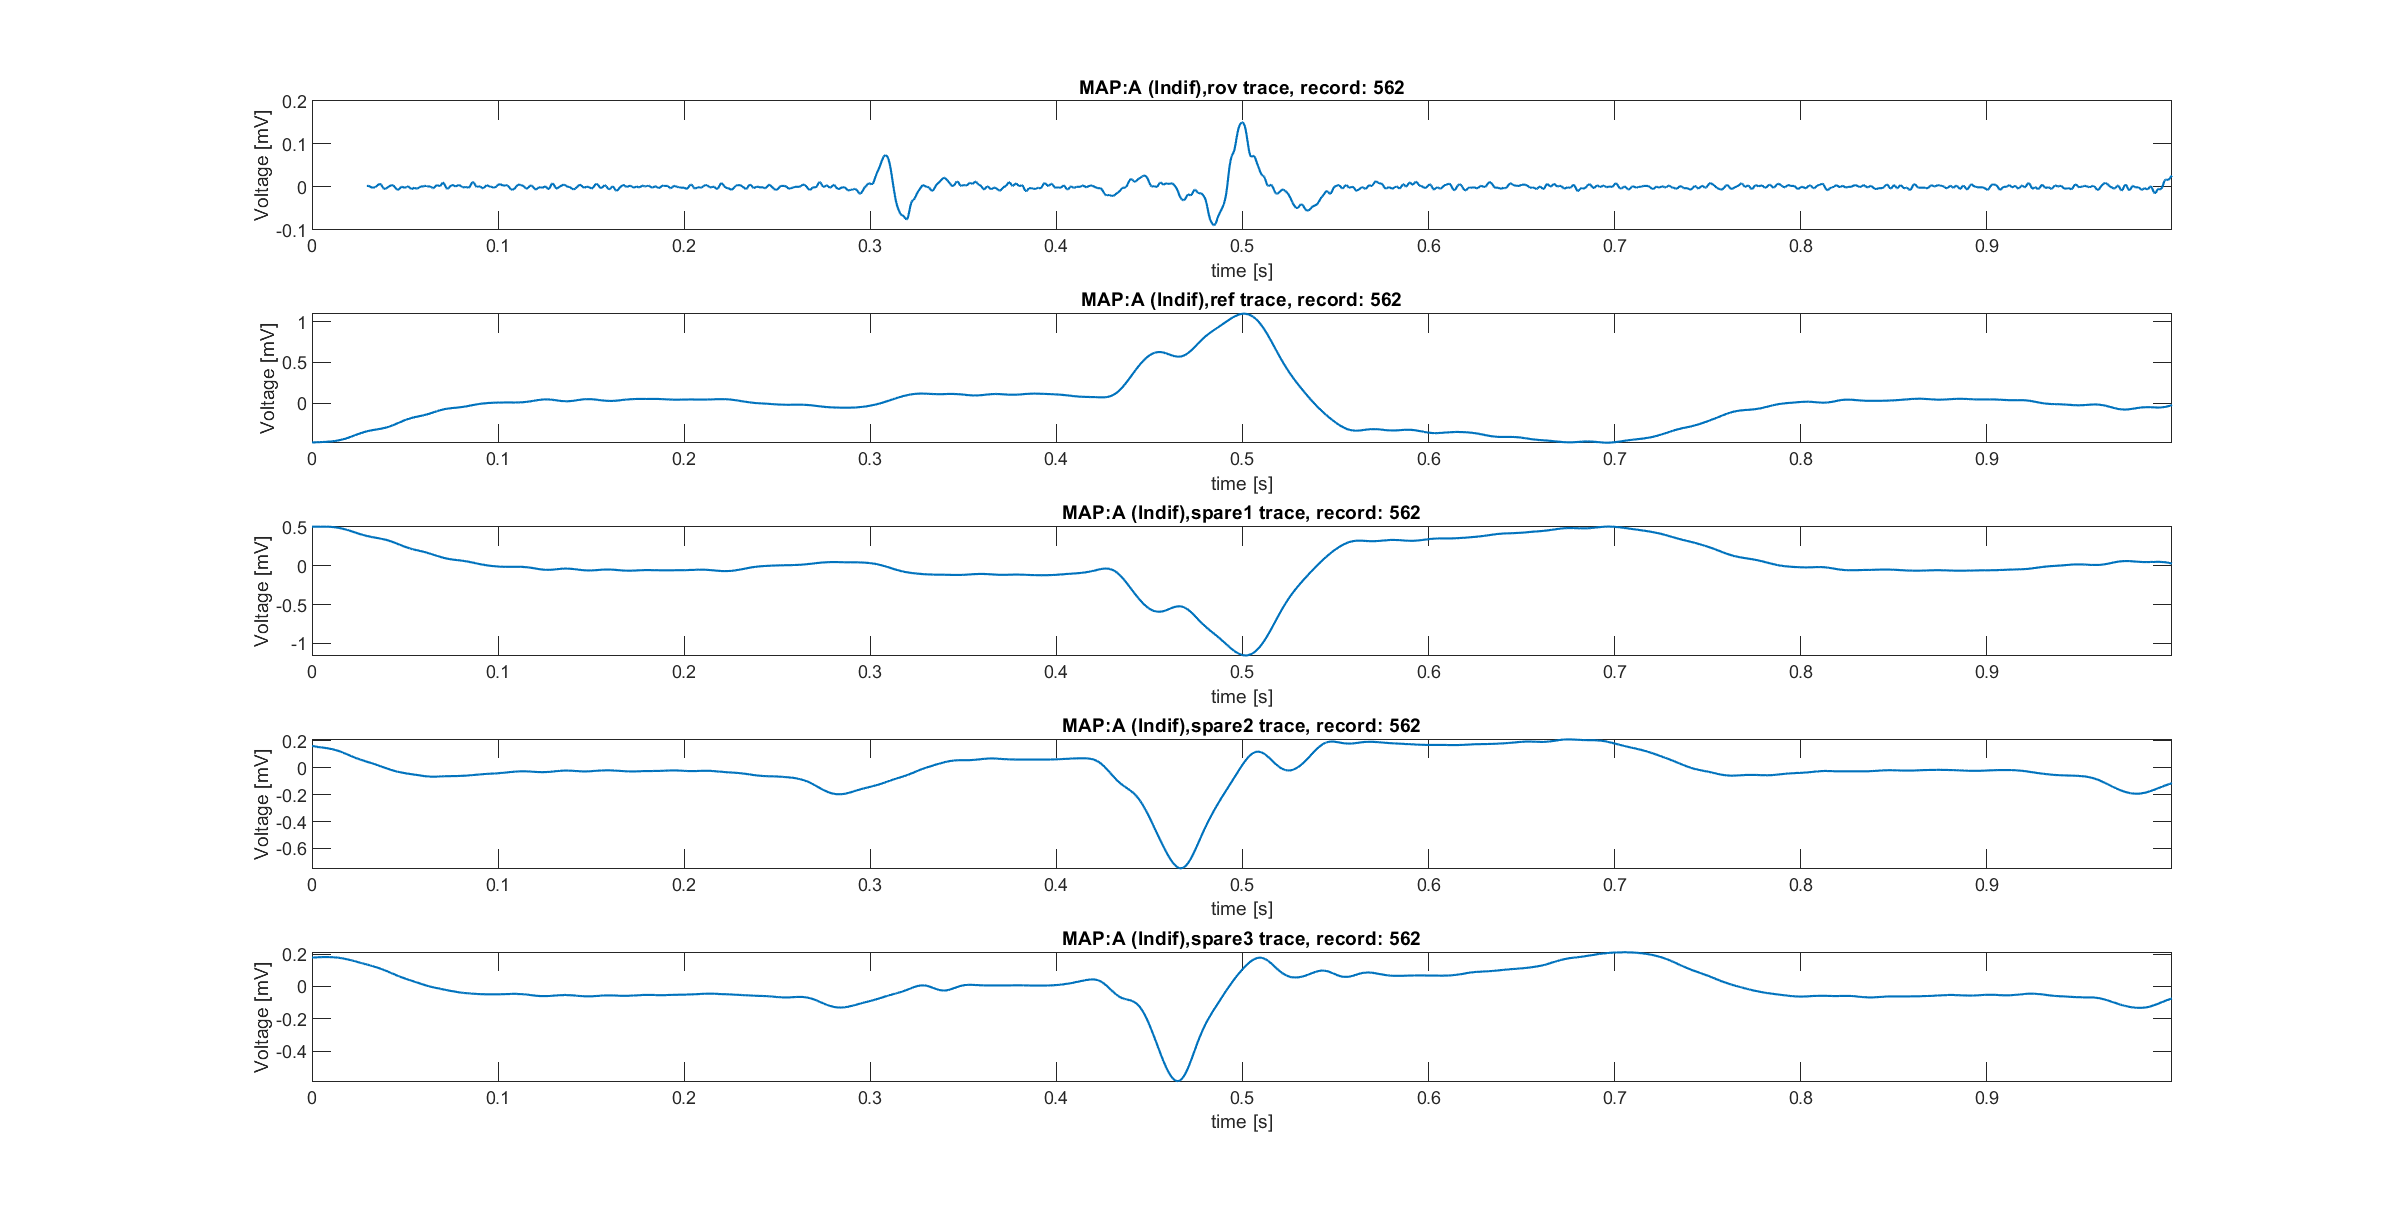 MAP:A (Indif),rov trace, record: 562
Voltage [mV]
0.2
0.1
0
-0.1
0 0.1 0.2 0.3 0.4 0.5 0.6 0.7 0.8 0.9
time [s]
MAP:A (Indif),ref trace, record: 562
Voltage [mV]
1
0.5
0
0 0.1 0.2 0.3 0.4 0.5 0.6 0.7 0.8 0.9
time [s]
MAP:A (Indif),spare1 trace, record: 562
Voltage [mV]
0.5
0
-0.5
-1
0 0.1 0.2 0.3 0.4 0.5 0.6 0.7 0.8 0.9
time [s]
MAP:A (Indif),spare2 trace, record: 562
Voltage [mV]
0.2
0
-0.2
-0.4
-0.6
0 0.1 0.2 0.3 0.4 0.5 0.6 0.7 0.8 0.9
time [s]
MAP:A (Indif),spare3 trace, record: 562
Voltage [mV]
0.2
0
-0.2
-0.4
0 0.1 0.2 0.3 0.4 0.5 0.6 0.7 0.8 0.9
time [s]